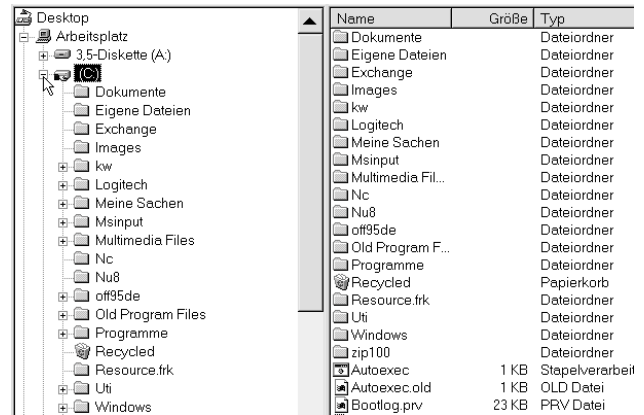 Desktop
Arbeitsplatz
3,5-Diskette (A:)
(C:)
Dokumente
Eigene Dateien
Exchange
Images
kw
Logitech
Meine Sachen
Msinput
Multimedia Files
Nc
Nu8
off95de
Old Program Files
Programme
Recycled
Resource.frk
Uti
Windows
Name Größe Typ
Dokumente Dateiordner
Eigene Dateien Dateiordner
Exchange Dateiordner
Images Dateiordner
kw Dateiordner
Logitech Dateiordner
Meine Sachen Dateiordner
Msinput Dateiordner
Multimedia Fil... Dateiordner
Nc Dateiordner
Nu8 Dateiordner
off95de Dateiordner
Old Program F... Dateiordner
Programme Dateiordner
Recycled Papierkorb
Resource.frk Dateiordner
Uti Dateiordner
Windows Dateiordner
zip100 Dateiordner
Autoexec 1 KB Stapelverarbeit
Autoexec.old 1 KB OLD Datei
Bootlog.prv 23 KB PRV Datei